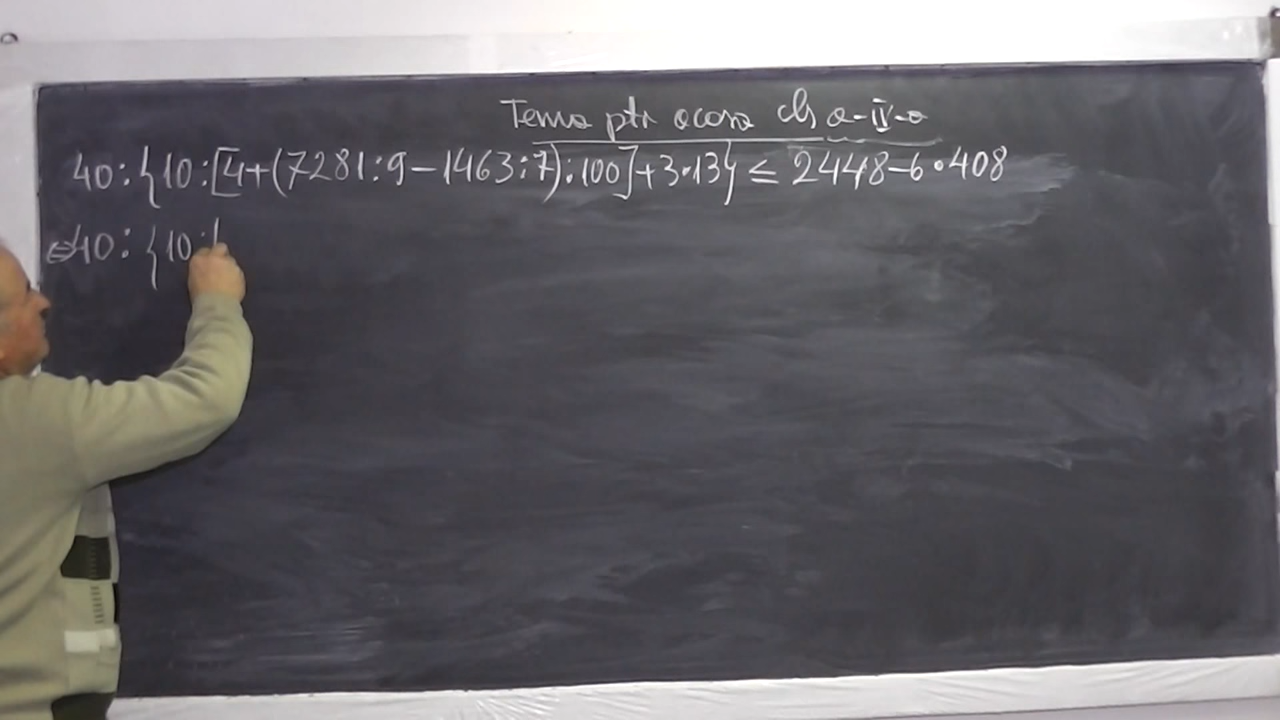 Tema ptr acasa cls a-IV-a
40:{10:[4+(7281:9-1463:7):100]+3•13} ≤ 2448-6•408
⇔40:{10:[